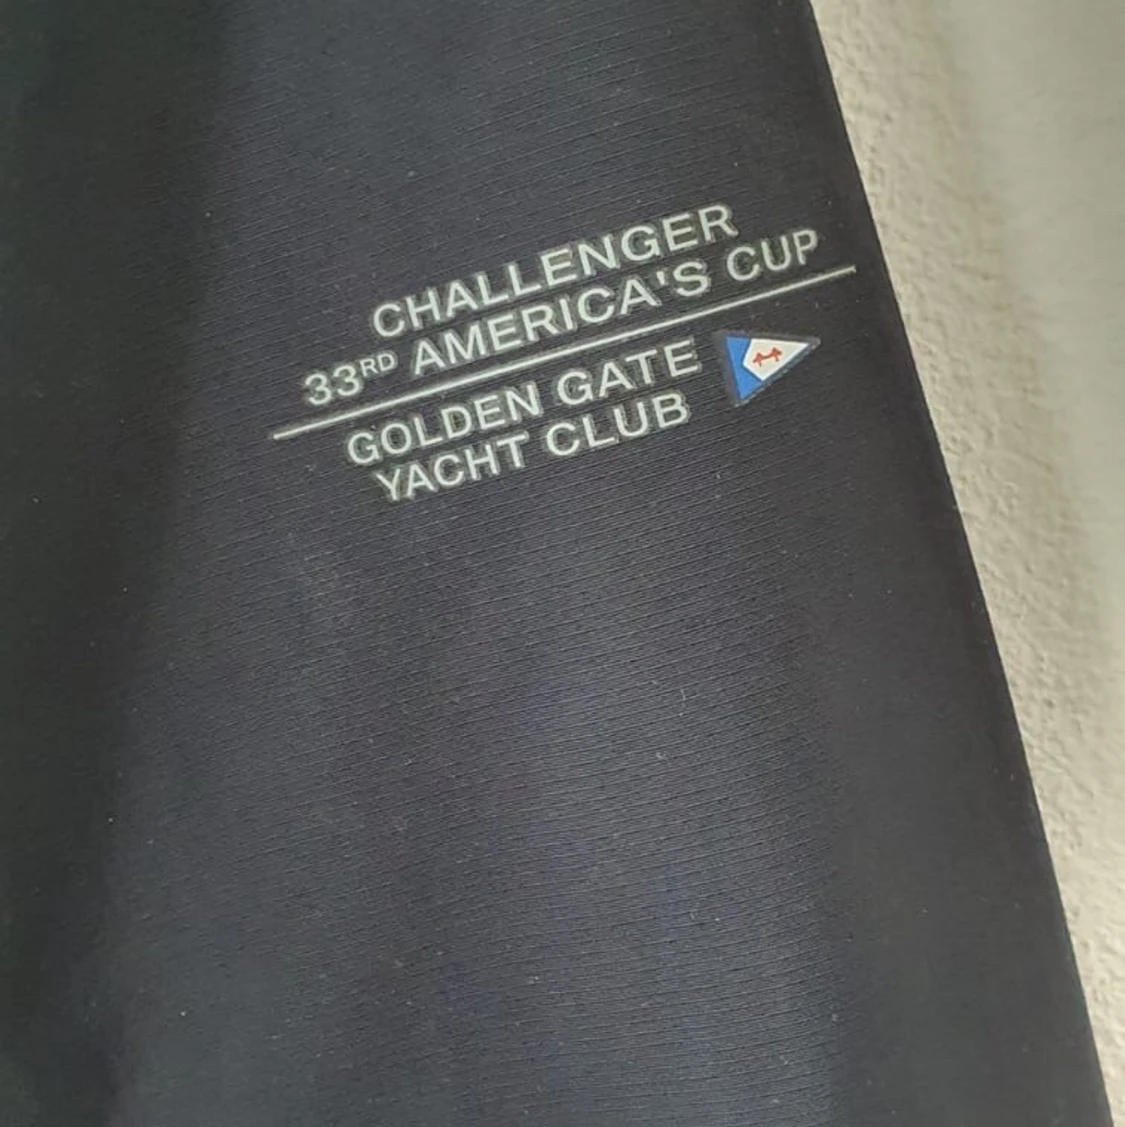 CHALLENGER
33RD AMERICA'S CUP
GOLDEN GATE
YACHT CLUB